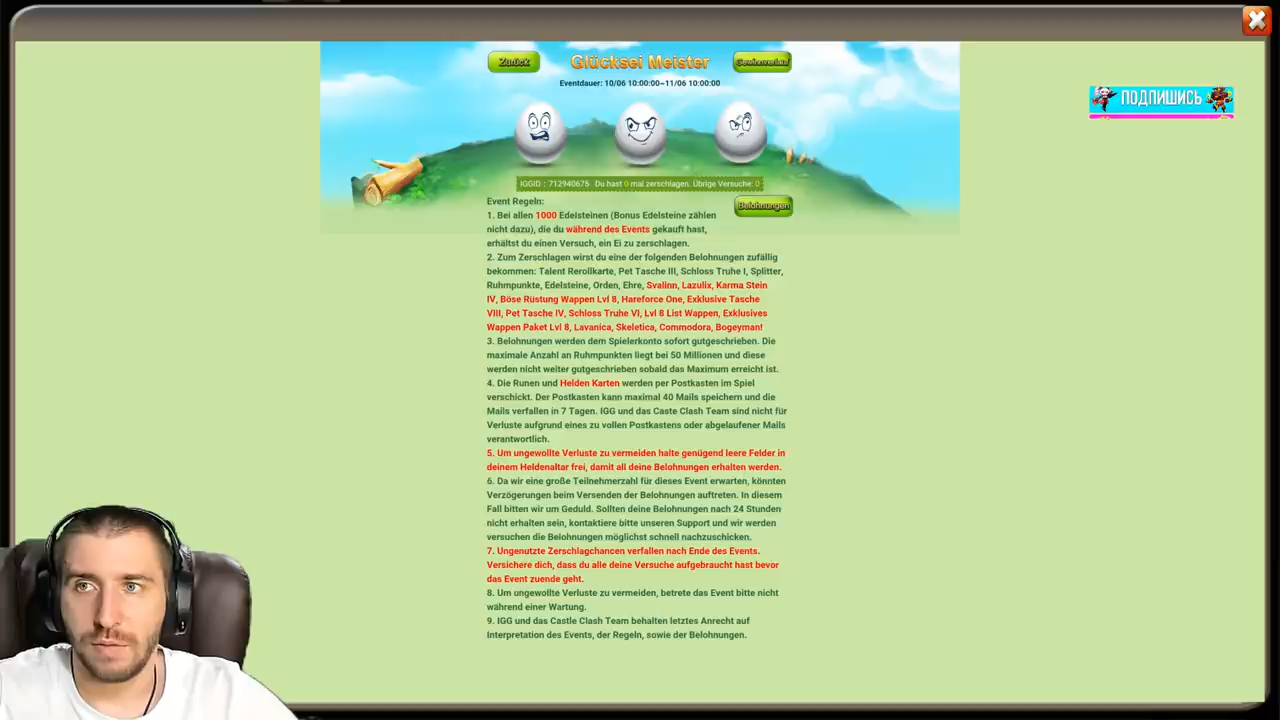 Zurück
Glücksei Meister
Gewinnverlauf
ПОДПИШИСЬ
Eventdauer: 10/06 10:00:00~11/06 10:00:00
IGGID : 712940675 Du hast 0 mal zerschlagen. Übrige Versuche: 0
Belohnungen
Event Regeln:
1. Bei allen 1000 Edelsteinen (Bonus Edelsteine zählen
nicht dazu), die du während des Events gekauft hast,
erhältst du einen Versuch, ein Ei zu zerschlagen.
2. Zum Zerschlagen wirst du eine der folgenden Belohnungen zufällig
bekommen: Talent Rerollkarte, Pet Tasche III, Schloss Truhe I, Splitter,
Ruhmpunkte, Edelsteine, Orden, Ehre, Svalinn, Lazulix, Karma Stein
IV, Böse Rüstung Wappen Lvl 8, Hareforce One, Exklusive Tasche
VIII, Pet Tasche IV, Schloss Truhe VI, Lvl 8 List Wappen, Exklusives
Wappen Paket Lvl 8, Lavanica, Skeletica, Commodora, Bogeyman!
3. Belohnungen werden dem Spielerkonto sofort gutgeschrieben. Die
maximale Anzahl an Ruhmpunkten liegt bei 50 Millionen und diese
werden nicht weiter gutgeschrieben sobald das Maximum erreicht ist.
4. Die Runen und Helden Karten werden per Postkasten im Spiel
verschickt. Der Postkasten kann maximal 40 Mails speichern und die
Mails verfallen in 7 Tagen. IGG und das Caste Clash Team sind nicht für
Verluste aufgrund eines zu vollen Postkastens oder abgelaufener Mails
verantwortlich.
5. Um ungewollte Verluste zu vermeiden halte genügend leere Felder in
deinem Heldenaltar frei, damit all deine Belohnungen erhalten werden.
6. Da wir eine große Teilnehmerzahl für dieses Event erwarten, könnten
Verzögerungen beim Versenden der Belohnungen auftreten. In diesem
Fall bitten wir um Geduld. Sollten deine Belohnungen nach 24 Stunden
nicht erhalten sein, kontaktiere bitte unseren Support und wir werden
versuchen die Belohnungen möglichst schnell nachzuschicken.
7. Ungenutzte Zerschlagchancen verfallen nach Ende des Events.
Versichere dich, dass du alle deine Versuche aufgebraucht hast bevor
das Event zuende geht.
8. Um ungewollte Verluste zu vermeiden, betrete das Event bitte nicht
während einer Wartung.
9. IGG und das Castle Clash Team behalten letztes Anrecht auf
Interpretation des Events, der Regeln, sowie der Belohnungen.